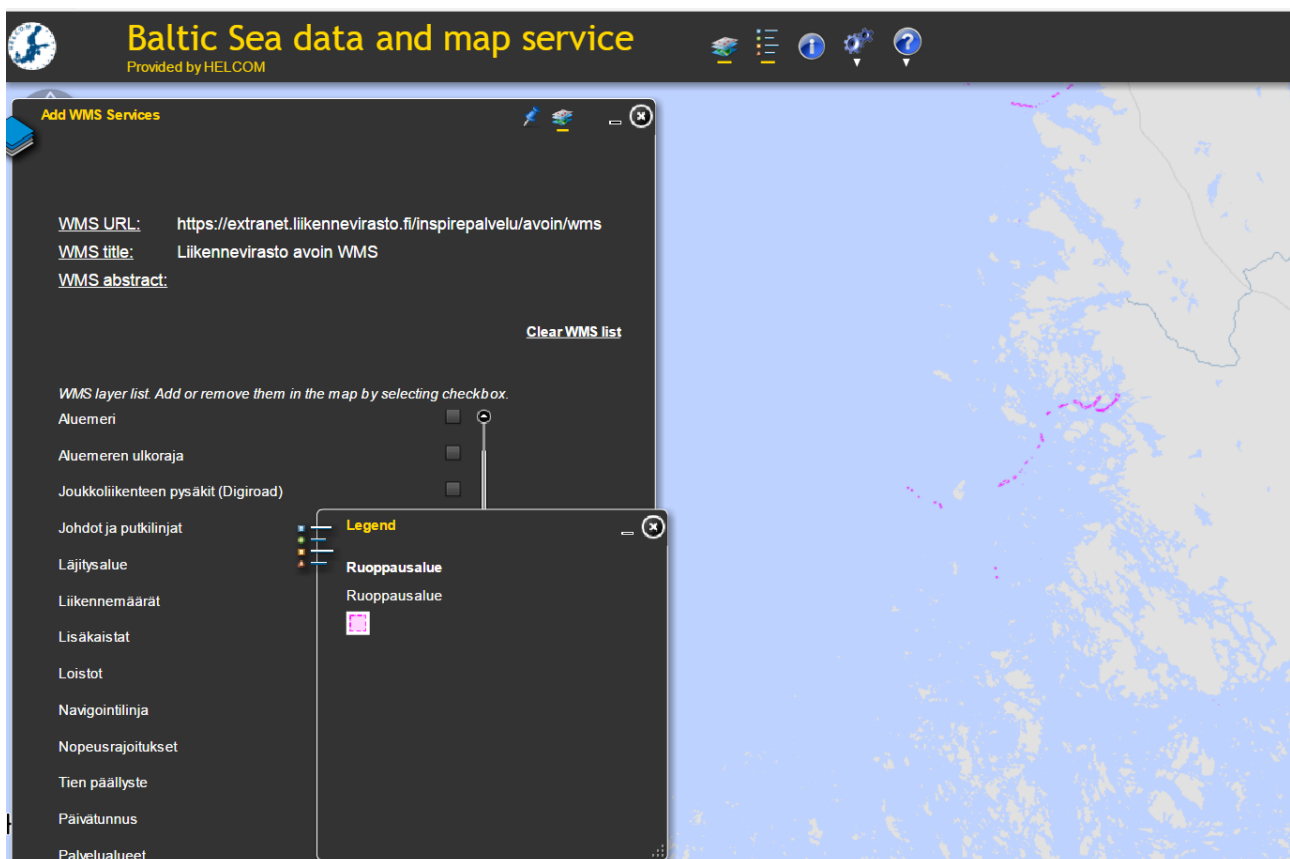 HELCOM
Baltic Sea data and map service
Provided by HELCOM
Add WMS Services
WMS URL: https://extranet.liikennevirasto.fi/inspirepalvelu/avoin/wms
WMS title: Liikennevirasto avoin WMS
WMS abstract:
Clear WMS list
WMS layer list. Add or remove them in the map by selecting checkbox.
Aluemeri
Aluemeren ulkoraja
Joukkoliikenteen pysäkit (Digiroad)
Johdot ja putkilinjat
Läjitysalue
Liikennemäärät
Lisäkaistat
Loistot
Navigointilinja
Nopeusrajoitukset
Tien päällyste
Päivätunnus
Palvelualueet
Legend
Ruoppausalue
Ruoppausalue